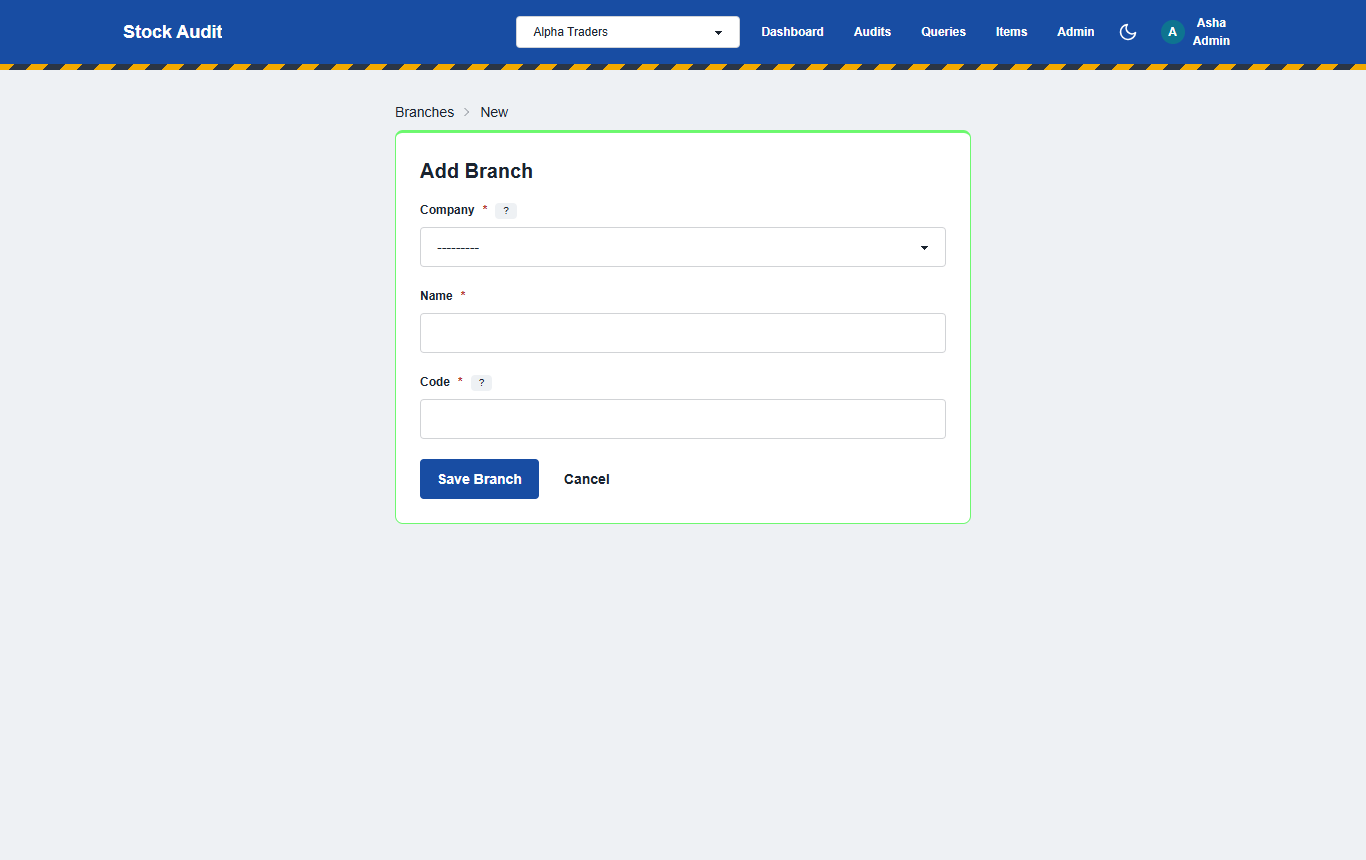 Stock Audit
Alpha Traders
Dashboard
Audits
Queries
Items
Admin
A
Asha
Admin
Branches > New
Add Branch
Company * ?
---------
Name *
Code * ?
Save Branch
Cancel